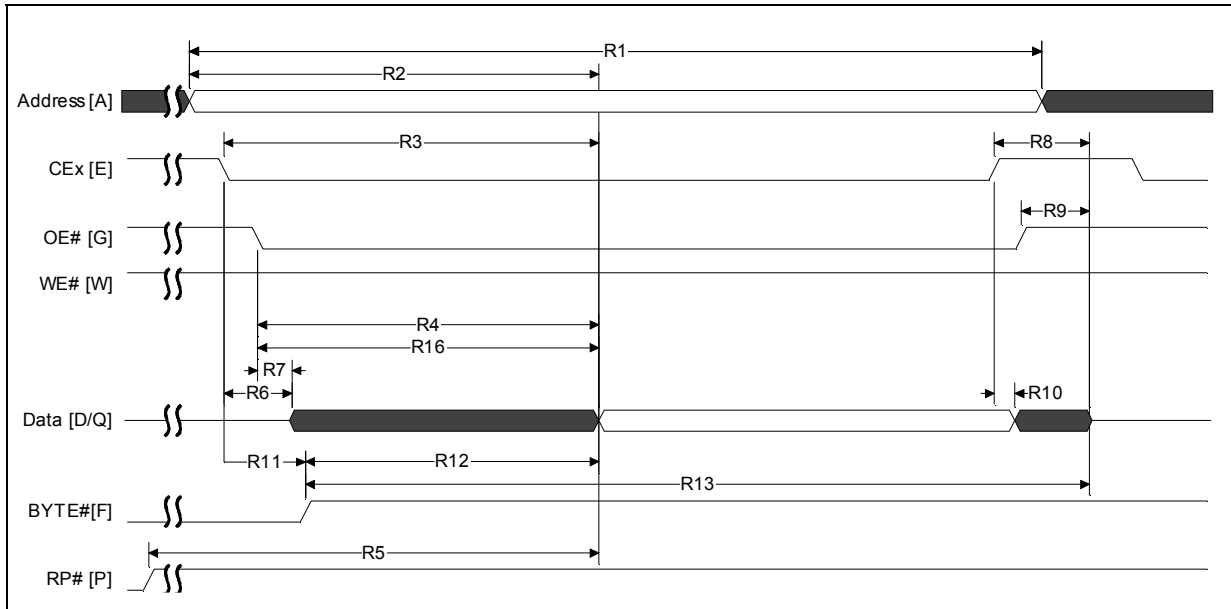 R1
R2
Address [A]
R3
R8
CEx [E]
R9
OE# [G]
WE# [W]
R4
R16
R7
R6
R10
Data [D/Q]
R11
R12
R13
BYTE#[F]
R5
RP# [P]